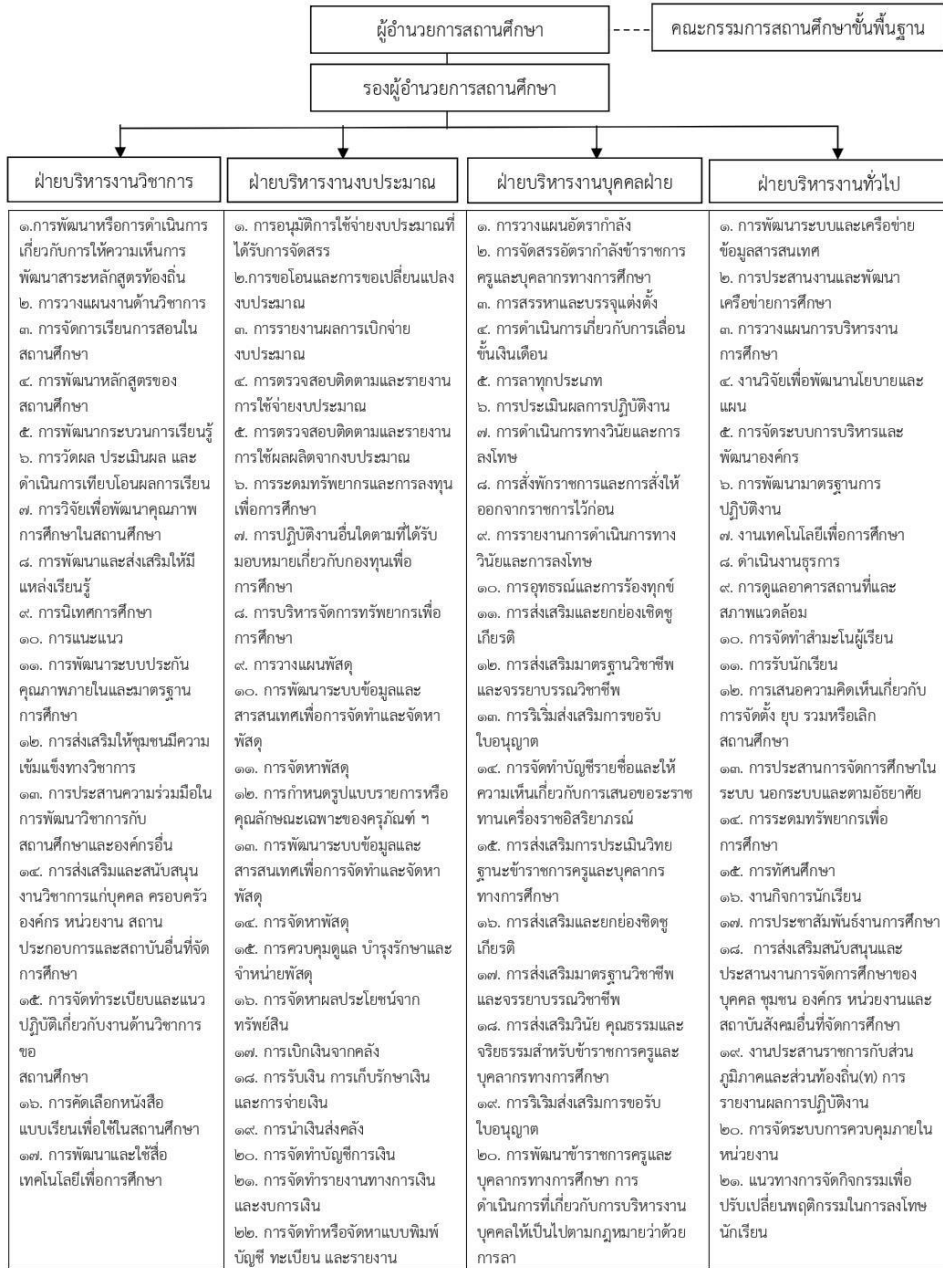 ผู้อำนวยการสถานศึกษา
คณะกรรมการสถานศึกษาขั้นพื้นฐาน
รองผู้อำนวยการสถานศึกษา
ฝ่ายบริหารงานวิชาการ
ฝ่ายบริหารงานงบประมาณ
ฝ่ายบริหารงานบุคคลฝ่าย
ฝ่ายบริหารงานทั่วไป
๑.การพัฒนาหรือการดำเนินการ
เกี่ยวกับการให้ความเห็นการ
พัฒนาสาระหลักสูตรท้องถิ่น
๒. การวางแผนงานด้านวิชาการ
๓. การจัดการเรียนการสอนใน
สถานศึกษา
๔. การพัฒนาหลักสูตรของ
สถานศึกษา
๕. การพัฒนากระบวนการเรียนรู้
๖. การวัดผล ประเมินผล และ
ดำเนินการเทียบโอนผลการเรียน
๗. การวิจัยเพื่อพัฒนาคุณภาพ
การศึกษาในสถานศึกษา
๘. การพัฒนาและส่งเสริมให้มี
แหล่งเรียนรู้
๙. การนิเทศการศึกษา
๑๐. การแนะแนว
๑๑. การพัฒนาระบบประกัน
คุณภาพภายในและมาตรฐาน
การศึกษา
๑๒. การส่งเสริมให้ชุมชนมีความ
เข้มแข็งทางวิชาการ
๑๓. การประสานความร่วมมือใน
การพัฒนาวิชาการกับ
สถานศึกษาและองค์กรอื่น
๑๔. การส่งเสริมและสนับสนุน
งานวิชาการแก่บุคคล ครอบครัว
องค์กร หน่วยงาน สถาน
ประกอบการและสถาบันอื่นที่จัด
การศึกษา
๑๕. การจัดทำระเบียบและแนว
ปฏิบัติเกี่ยวกับงานด้านวิชาการ
ขอ
สถานศึกษา
๑๖. การคัดเลือกหนังสือ
แบบเรียนเพื่อใช้ในสถานศึกษา
๑๗. การพัฒนาและใช้สื่อ
เทคโนโลยีเพื่อการศึกษา
๑. การอนุมัติการใช้จ่ายงบประมาณที่
ได้รับการจัดสรร
๒.การขอโอนและการขอเปลี่ยนแปลง
งบประมาณ
๓. การรายงานผลการเบิกจ่าย
งบประมาณ
๔. การตรวจสอบติดตามและรายงาน
การใช้จ่ายงบประมาณ
๕. การตรวจสอบติดตามและรายงาน
การใช้ผลผลิตจากงบประมาณ
๖. การระดมทรัพยากรและการลงทุน
เพื่อการศึกษา
๗. การปฏิบัติงานอื่นใดตามที่ได้รับ
มอบหมายเกี่ยวกับกองทุนเพื่อ
การศึกษา
๘. การบริหารจัดการทรัพยากรเพื่อ
การศึกษา
๙. การวางแผนพัสดุ
๑๐. การพัฒนาระบบข้อมูลและ
สารสนเทศเพื่อการจัดทำและจัดหา
พัสดุ
๑๑. การจัดหาพัสดุ
๑๒. การกำหนดรูปแบบรายการหรือ
คุณลักษณะเฉพาะของครุภัณฑ์ ฯ
๑๓. การพัฒนาระบบข้อมูลและ
สารสนเทศเพื่อการจัดทำและจัดหา
พัสดุ
๑๔. การจัดหาพัสดุ
๑๕. การควบคุมดูแล บำรุงรักษาและ
จำหน่ายพัสดุ
๑๖. การจัดหาผลประโยชน์จาก
ทรัพย์สิน
๑๗. การเบิกเงินจากคลัง
๑๘. การรับเงิน การเก็บรักษาเงิน
และการจ่ายเงิน
๑๙. การนำเงินส่งคลัง
๒๐. การจัดทำบัญชีการเงิน
๒๑. การจัดทำรายงานทางการเงิน
และงบการเงิน
๒๒. การจัดทำหรือจัดหาแบบพิมพ์
บัญชี ทะเบียน และรายงาน
๑. การวางแผนอัตรากำลัง
๒. การจัดสรรอัตรากำลังข้าราชการ
ครูและบุคลากรทางการศึกษา
๓. การสรรหาและบรรจุแต่งตั้ง
๔. การดำเนินการเกี่ยวกับการเลื่อน
ขั้นเงินเดือน
๕. การลาทุกประเภท
๖. การประเมินผลการปฏิบัติงาน
๗. การดำเนินการทางวินัยและการ
ลงโทษ
๘. การสั่งพักราชการและการสั่งให้
ออกจากราชการไว้ก่อน
๙. การรายงานการดำเนินการทาง
วินัยและการลงโทษ
๑๐. การอุทธรณ์และการร้องทุกข์
๑๑. การส่งเสริมและยกย่องเชิดชู
เกียรติ
๑๒. การส่งเสริมมาตรฐานวิชาชีพ
และจรรยาบรรณวิชาชีพ
๑๓. การริเริ่มส่งเสริมการขอรับ
ใบอนุญาต
๑๔. การจัดทำบัญชีรายชื่อและให้
ความเห็นเกี่ยวกับการเสนอขอระราช
ทานเครื่องราชอิสริยาภรณ์
๑๕. การส่งเสริมการประเมินวิทย
ฐานะข้าราชการครูและบุคลากร
ทางการศึกษา
๑๖. การส่งเสริมและยกย่องชิดชู
เกียรติ
๑๗. การส่งเสริมมาตรฐานวิชาชีพ
และจรรยาบรรณวิชาชีพ
๑๘. การส่งเสริมวินัย คุณธรรมและ
จริยธรรมสำหรับข้าราชการครูและ
บุคลากรทางการศึกษา
๑๙. การริเริมส่งเสริมการขอรับ
ใบอนุญาต
๒๐. การพัฒนาข้าราชการครูและ
บุคลากรทางการศึกษา การ
ดำเนินการที่เกี่ยวกับการบริหารงาน
บุคคลให้เป็นไปตามกฎหมายว่าด้วย
การลา
๑. การพัฒนาระบบและเครือข่าย
ข้อมูลสารสนเทศ
๒. การประสานงานและพัฒนา
เครือข่ายการศึกษา
๓. การวางแผนการบริหารงาน
การศึกษา
๔. งานวิจัยเพื่อพัฒนานโยบายและ
แผน
๕. การจัดระบบการบริหารและ
พัฒนาองค์กร
๖. การพัฒนามาตรฐานการ
ปฏิบัติงาน
๗. งานเทคโนโลยีเพื่อการศึกษา
๘. ดำเนินงานธุรการ
๙. การดูแลอาคารสถานที่และ
สภาพแวดล้อม
๑๐. การจัดทำสำมะโนผู้เรียน
๑๑. การรับนักเรียน
๑๒. การเสนอความคิดเห็นเกี่ยวกับ
การจัดตั้ง ยุบ รวมหรือเลิก
สถานศึกษา
๑๓. การประสานการจัดการศึกษาใน
ระบบ นอกระบบและตามอัธยาศัย
๑๔. การระดมทรัพยากรเพื่อ
การศึกษา
๑๕. การทัศนศึกษา
๑๖. งานกิจการนักเรียน
๑๗. การประชาสัมพันธ์งานการศึกษา
๑๘. การส่งเสริมสนับสนุนและ
ประสานงานการจัดการศึกษาของ
บุคคล ชุมชน องค์กร หน่วยงานและ
สถาบันสังคมอื่นที่จัดการศึกษา
๑๙. งานประสานราชการกับส่วน
ภูมิภาคและส่วนท้องถิ่น(ท) การ
รายงานผลการปฏิบัติงาน
๒๐. การจัดระบบการควบคุมภายใน
หน่วยงาน
๒๑. แนวทางการจัดกิจกรรมเพื่อ
ปรับเปลี่ยนพฤติกรรมในการลงโทษ
นักเรียน